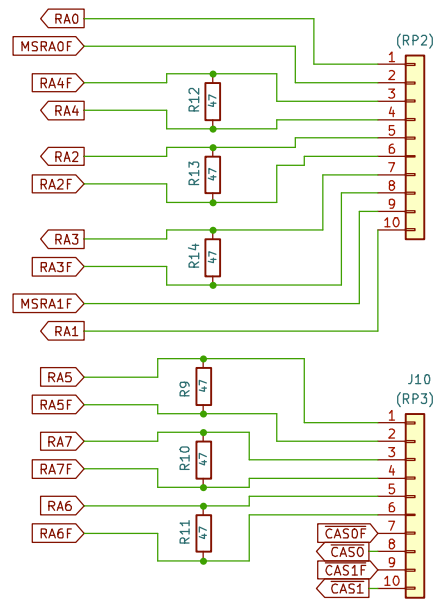 RA0
(RP2)
MSRA0F
1
2
RA4F
3
R12
47
RA4
4
5
RA2
6
R13
47
7
RA2F
8
9
RA3
10
R14
47
RA3F
MSRA1F
RA1
J10
RA5
(RP3)
R9
47
RA5F
1
2
RA7
3
R10
47
RA7F
4
5
RA6
6
R11
47
RA6F
CAS0F
7
CAS0
8
CAS1F
9
CAS1
10